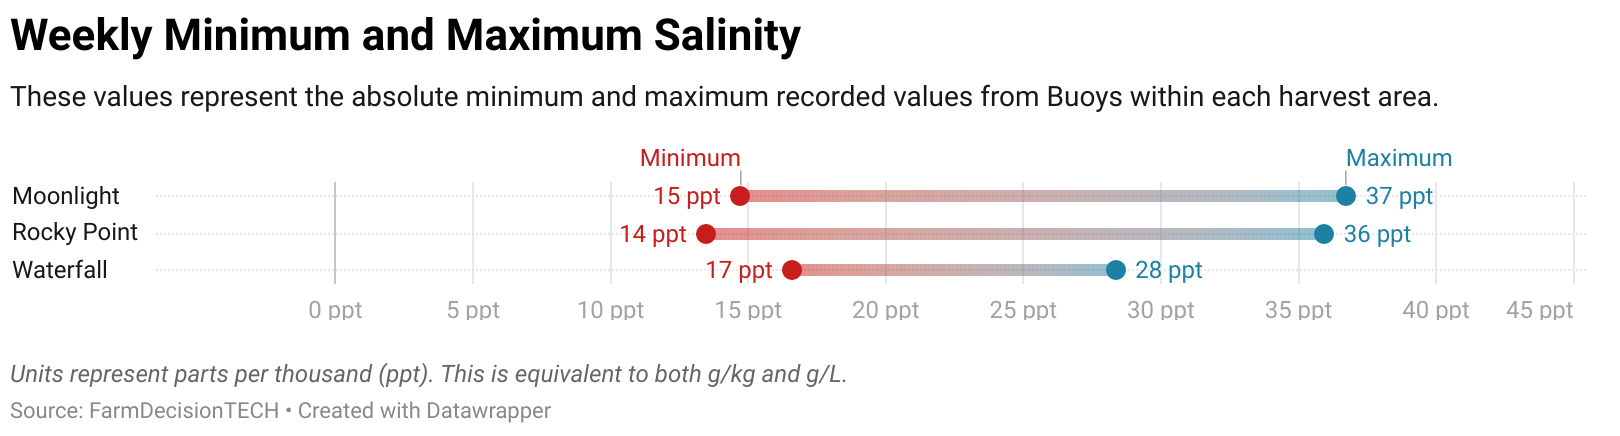 Weekly Minimum and Maximum Salinity
These values represent the absolute minimum and maximum recorded values from Buoys within each harvest area.
Minimum Maximum
Moonlight 15 ppt 37 ppt
Rocky Point 14 ppt 36 ppt
Waterfall 17 ppt 28 ppt
0 ppt 5 ppt 10 ppt 15 ppt 20 ppt 25 ppt 30 ppt 35 ppt 40 ppt 45 ppt
Units represent parts per thousand (ppt). This is equivalent to both g/kg and g/L.
Source: FarmDecisionTECH • Created with Datawrapper